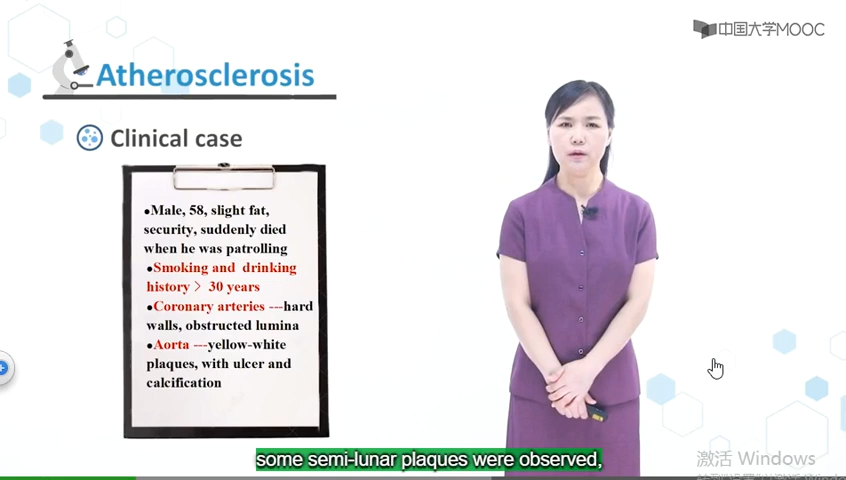 中国大学MOOC
Atherosclerosis
Clinical case
•Male, 58, slight fat,
security, suddenly died
when he was patrolling
•Smoking and drinking
history > 30 years
•Coronary arteries ---hard
walls, obstructed lumina
•Aorta ---yellow-white
plaques, with ulcer and
calcification
some semi-lunar plaques were observed,
激活 Windows